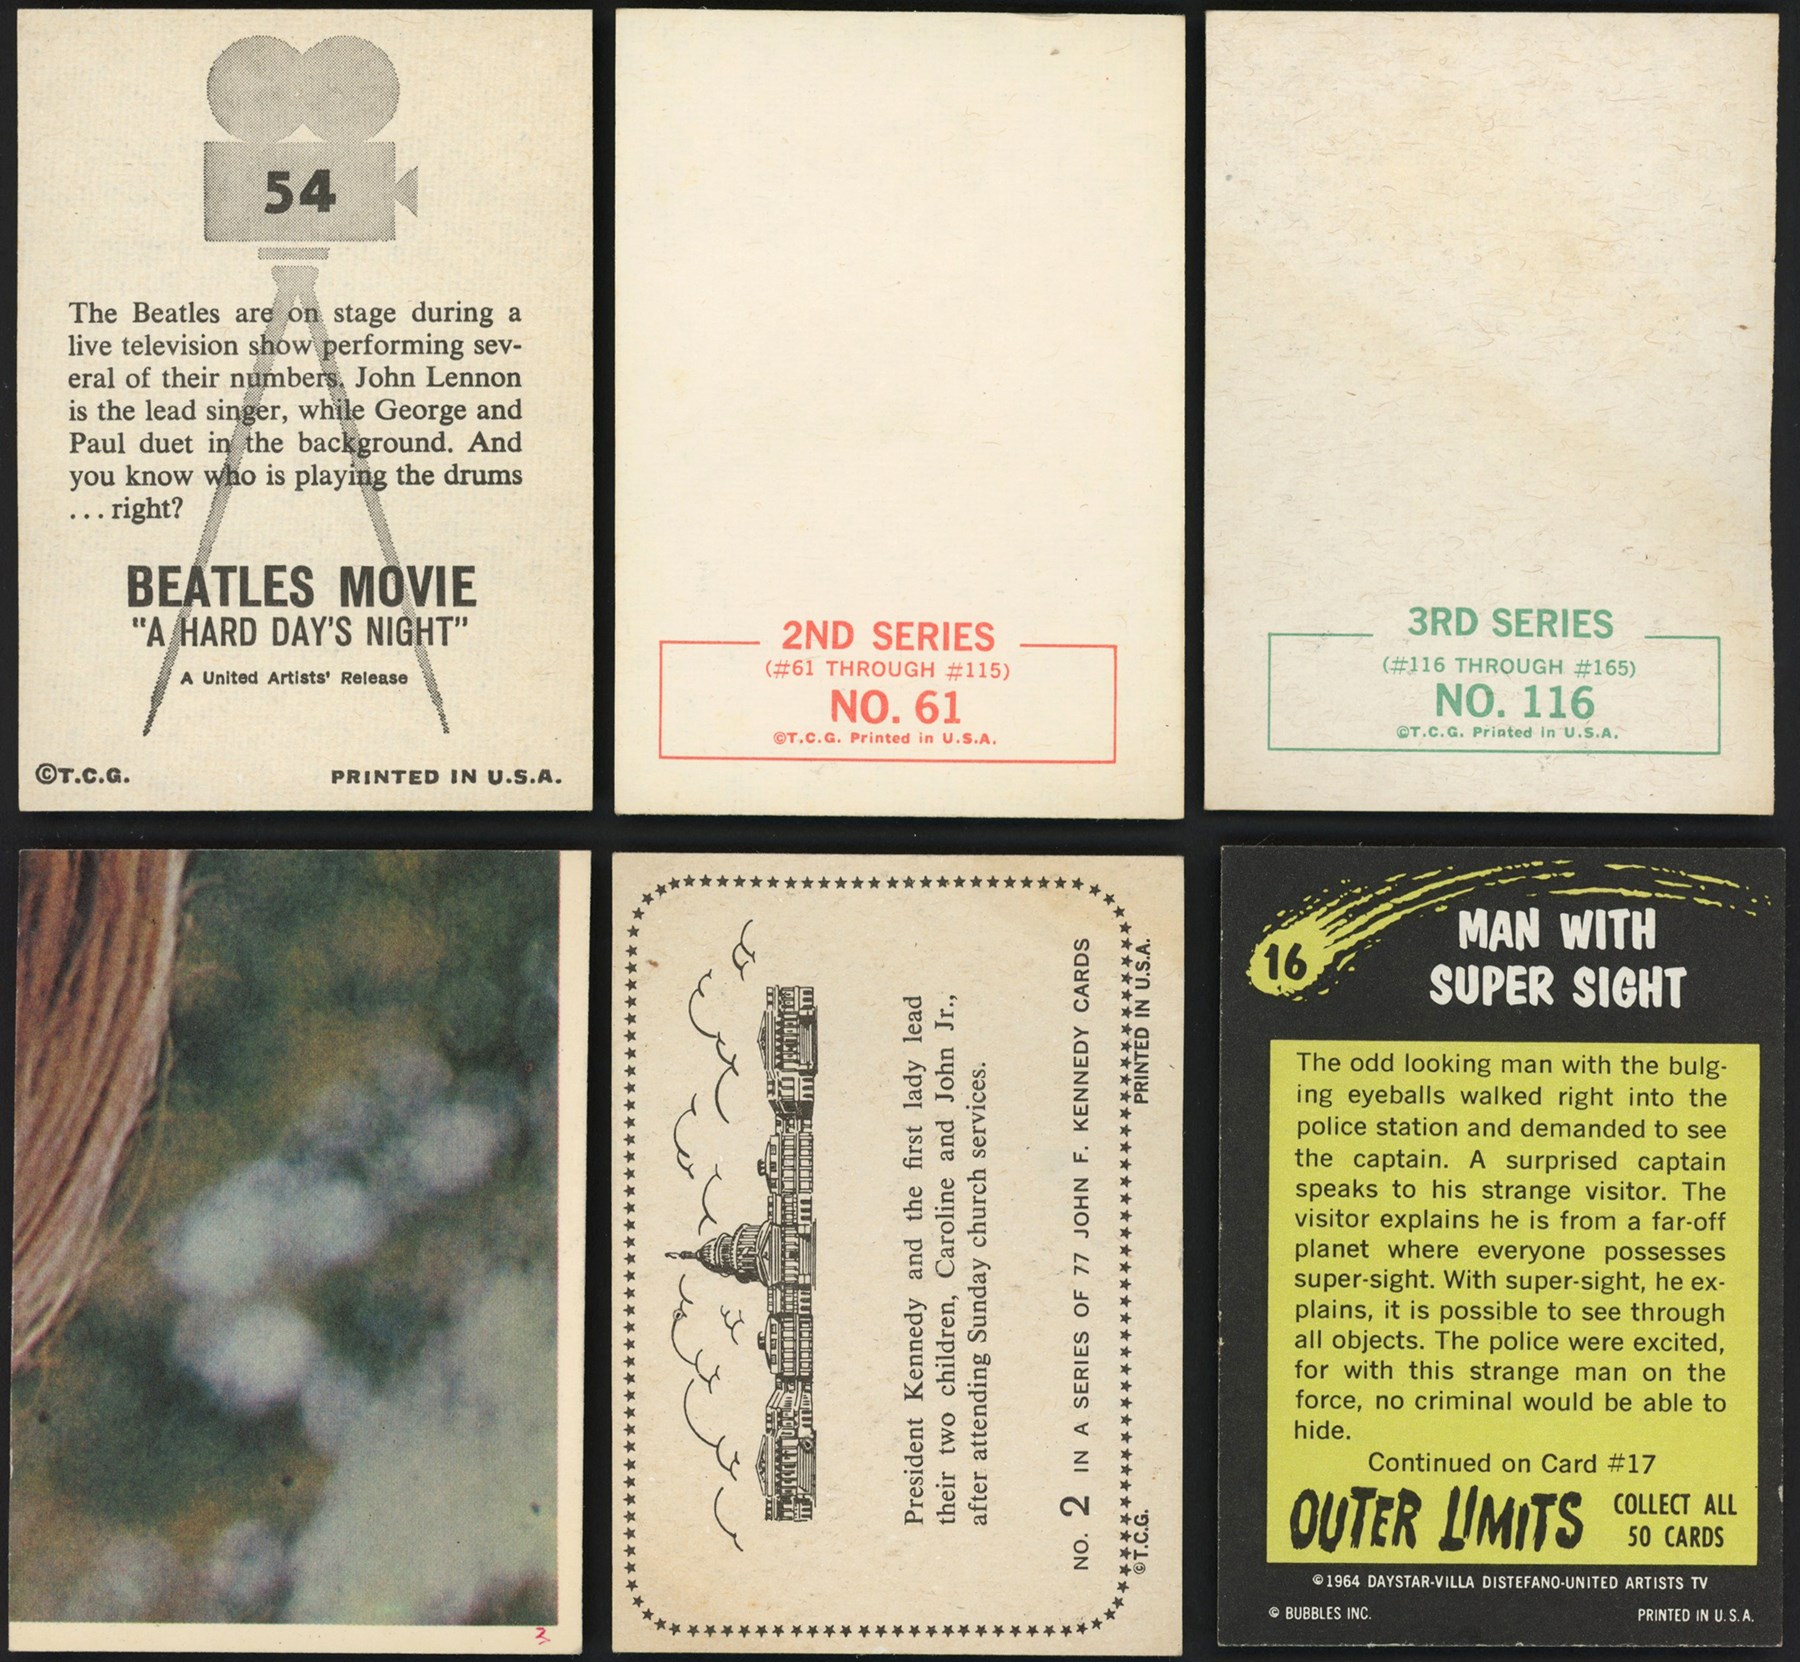 54
The Beatles are on stage during a
live television show performing sev-
eral of their numbers. John Lennon
is the lead singer, while George and
Paul duet in the background. And
you know who is playing the drums
... right?
BEATLES MOVIE
"A HARD DAY'S NIGHT"
A United Artists' Release
©T.C.G.
PRINTED IN U.S.A.
2ND SERIES
(#61 THROUGH #115)
NO. 61
©T.C.G. Printed in U.S.A.
3RD SERIES
(#116 THROUGH #165)
NO. 116
©T.C.G. Printed in U.S.A.
3
President Kennedy and the first lady lead
their two children, Caroline and John Jr.,
after attending Sunday church services.
NO. 2 IN A SERIES OF 77 JOHN F. KENNEDY CARDS
©T.C.G.
PRINTED IN U.S.A.
16
MAN WITH
SUPER SIGHT
The odd looking man with the bulg-
ing eyeballs walked right into the
police station and demanded to see
the captain. A surprised captain
speaks to his strange visitor. The
visitor explains he is from a far-off
planet where everyone possesses
super-sight. With super-sight, he ex-
plains, it is possible to see through
all objects. The police were excited,
for with this strange man on the
force, no criminal would be able to
hide.
Continued on Card #17
OUTER LIMITS
COLLECT ALL
50 CARDS
©1964 DAYSTAR-VILLA DISTEFANO-UNITED ARTISTS TV
© BUBBLES INC.
PRINTED IN U.S.A.